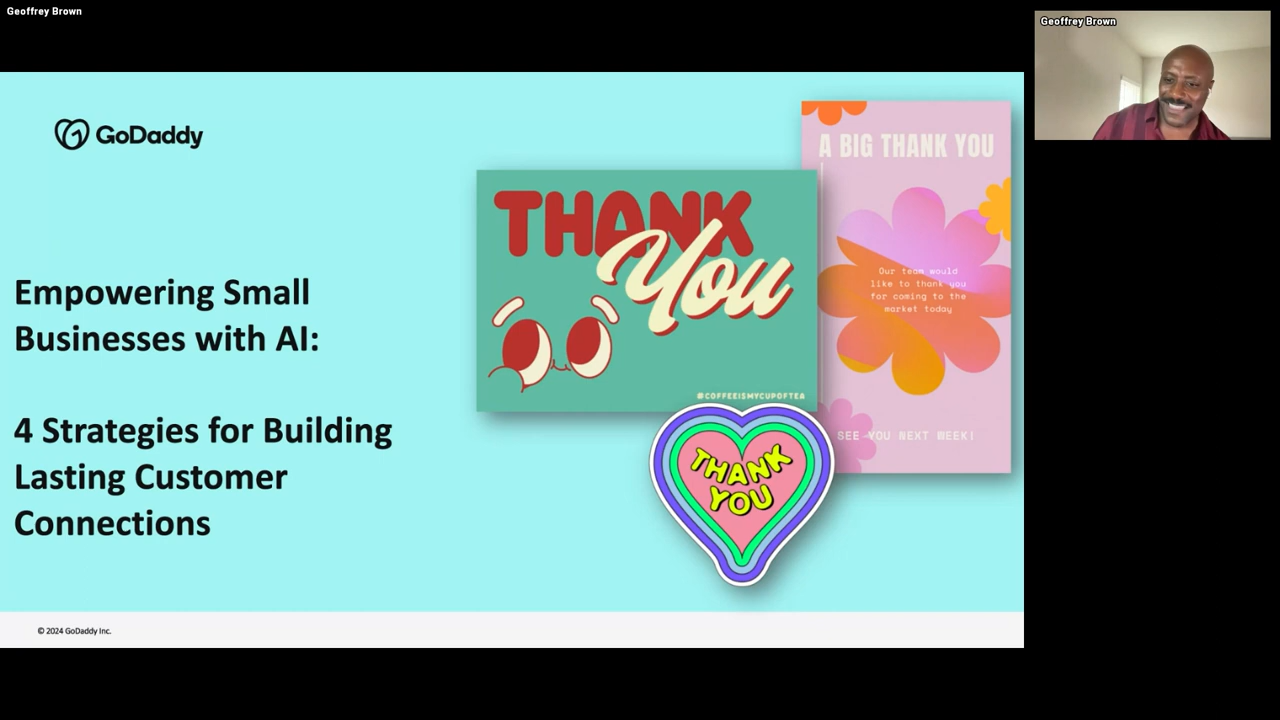 Geoffrey Brown
Geoffrey Brown
GoDaddy
A BIG THANK YOU
THANK
You
Our team would
like to thank you
for coming to the
market today
Empowering Small
Businesses with AI:
4 Strategies for Building
Lasting Customer
Connections
#COFFEEISMYCUPOFTEA
SEE YOU NEXT WEEK!
THANK
YOU
© 2024 GoDaddy Inc.